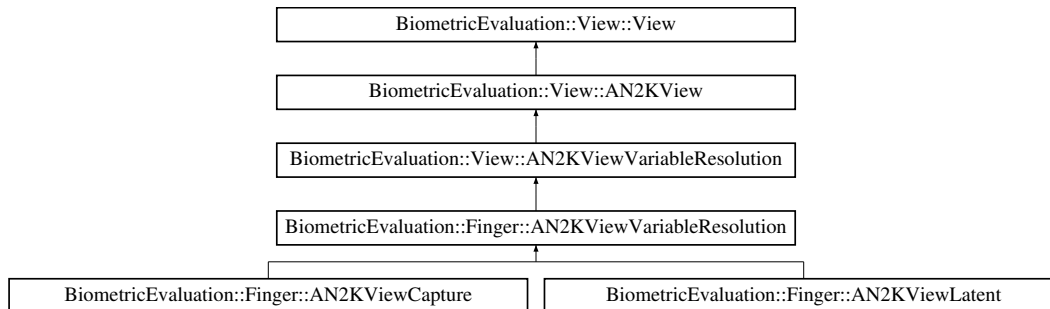 BiometricEvaluation::View::View
BiometricEvaluation::View::AN2KView
BiometricEvaluation::View::AN2KViewVariableResolution
BiometricEvaluation::Finger::AN2KViewVariableResolution
BiometricEvaluation::Finger::AN2KViewCapture
BiometricEvaluation::Finger::AN2KViewLatent